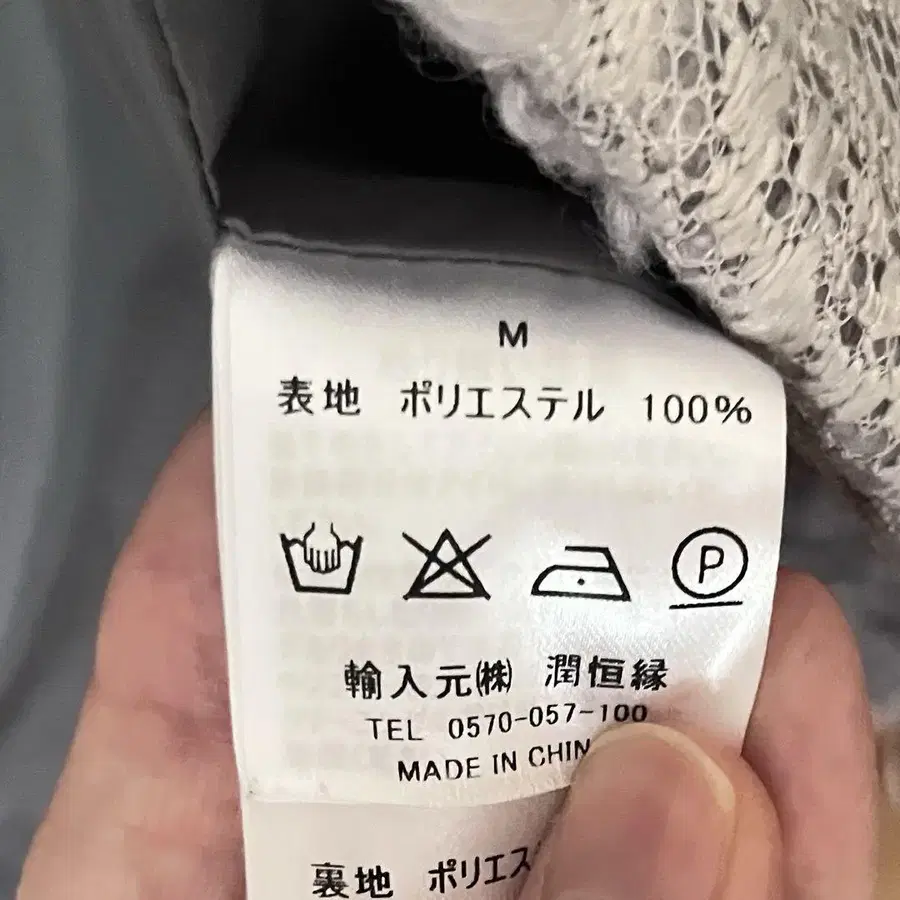 M
表地 ポリエステル 100%
P
輸入元㈱ 潤恒縁
TEL 0570-057-100
MADE IN CHIN
裏地 ポリエス